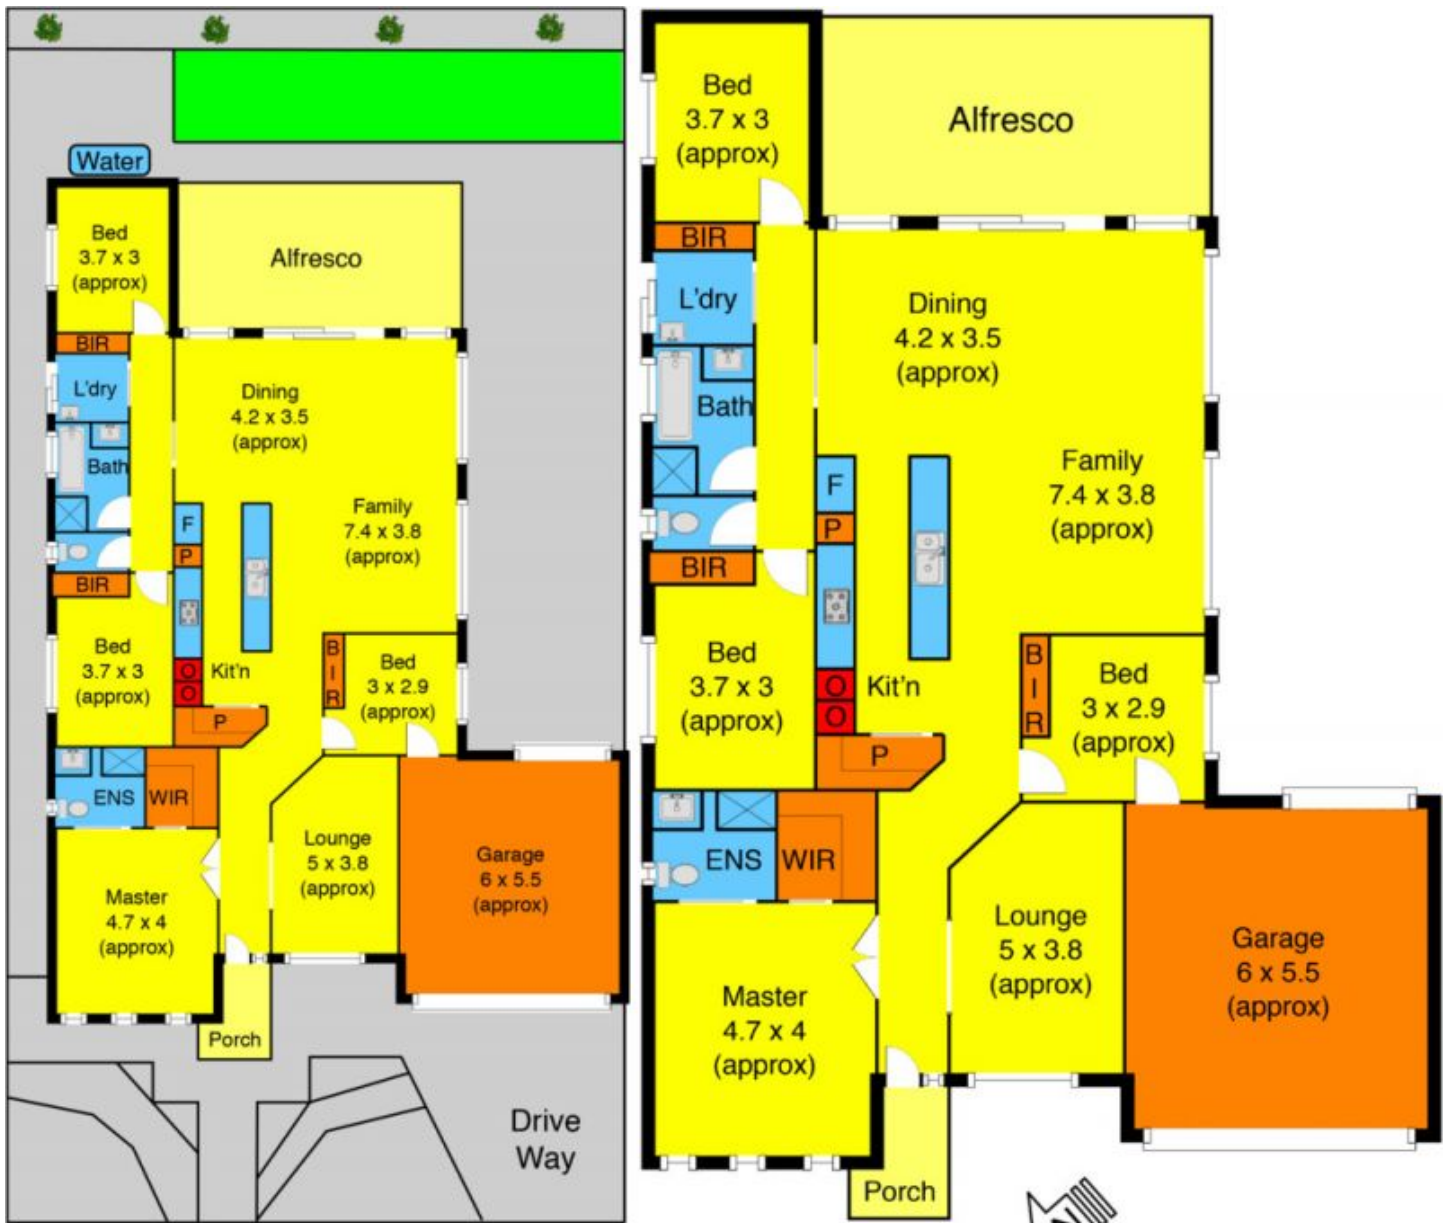 Water
Bed
3.7 x 3
(approx)
Alfresco
BIR
L'dry
Dining
4.2 x 3.5
(approx)
Bath
Family
7.4 x 3.8
(approx)
F
P
BIR
Bed
3.7 x 3
(approx)
O
O
Kit'n
B
I
R
Bed
3 x 2.9
(approx)
P
ENS
WIR
Lounge
5 x 3.8
(approx)
Garage
6 x 5.5
(approx)
Master
4.7 x 4
(approx)
Porch
Drive
Way
Bed
3.7 x 3
(approx)
Alfresco
BIR
L'dry
Dining
4.2 x 3.5
(approx)
Bath
Family
7.4 x 3.8
(approx)
F
P
BIR
Bed
3.7 x 3
(approx)
O
O
Kit'n
B
I
R
Bed
3 x 2.9
(approx)
P
ENS
WIR
Lounge
5 x 3.8
(approx)
Garage
6 x 5.5
(approx)
Master
4.7 x 4
(approx)
Porch